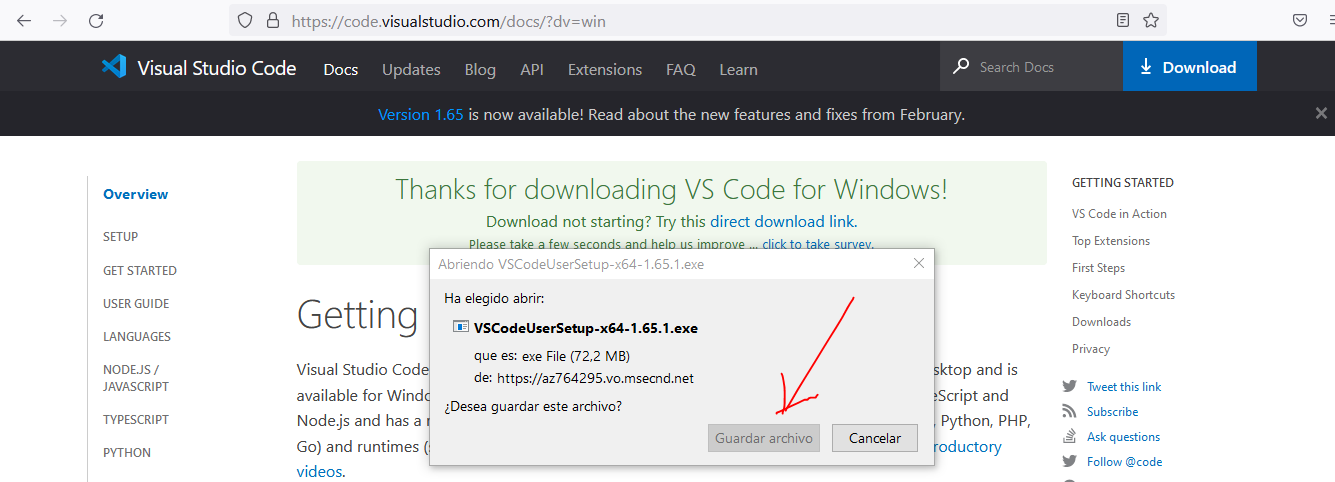 https://code.visualstudio.com/docs/?dv=win
Visual Studio Code Docs Updates Blog API Extensions FAQ Learn Search Docs Download
Version 1.65 is now available! Read about the new features and fixes from February.
Overview
SETUP
GET STARTED
USER GUIDE
LANGUAGES
NODE.JS /
JAVASCRIPT
TYPESCRIPT
PYTHON
Thanks for downloading VS Code for Windows!
Download not starting? Try this direct download link.
Please take a few seconds and help us improve ... click to take survey.
Getting
Visual Studio Code
available for Windo
Node.js and has a r
Go) and runtimes (
videos.
sktop and is
eScript and
, Python, PHP,
oductory
Abriendo VSCodeUserSetup-x64-1.65.1.exe
Ha elegido abrir:
VSCodeUserSetup-x64-1.65.1.exe
que es: exe File (72,2 MB)
de: https://az764295.vo.msecnd.net
¿Desea guardar este archivo?
Guardar archivo Cancelar
GETTING STARTED
VS Code in Action
Top Extensions
First Steps
Keyboard Shortcuts
Downloads
Privacy
Tweet this link
Subscribe
Ask questions
Follow @code